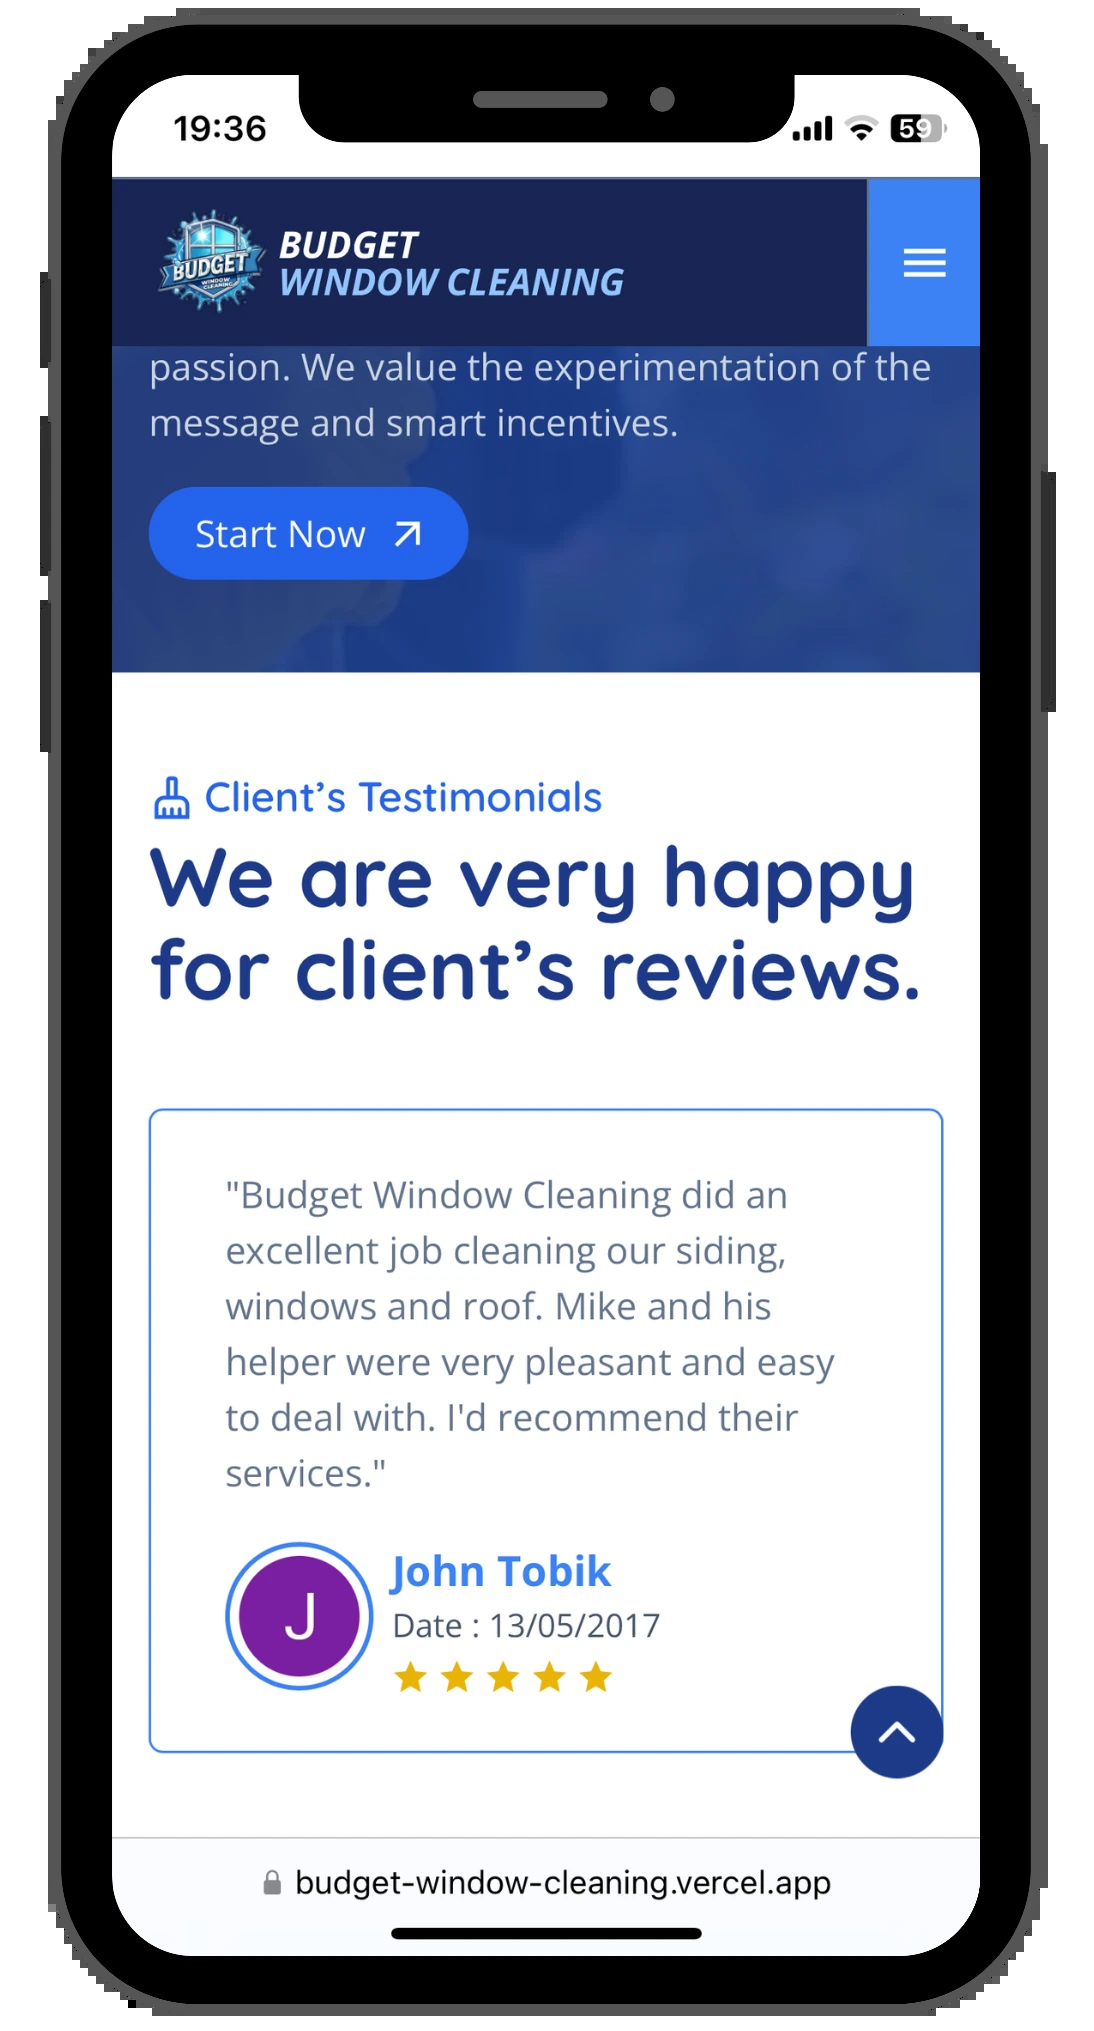 19:36
59
BUDGET
WINDOW CLEANING
BUDGET
WINDOW CLEANING
passion. We value the experimentation of the
message and smart incentives.
Start Now
Client’s Testimonials
We are very happy
for client’s reviews.
"Budget Window Cleaning did an
excellent job cleaning our siding,
windows and roof. Mike and his
helper were very pleasant and easy
to deal with. I'd recommend their
services."
J
John Tobik
Date : 13/05/2017
budget-window-cleaning.vercel.app